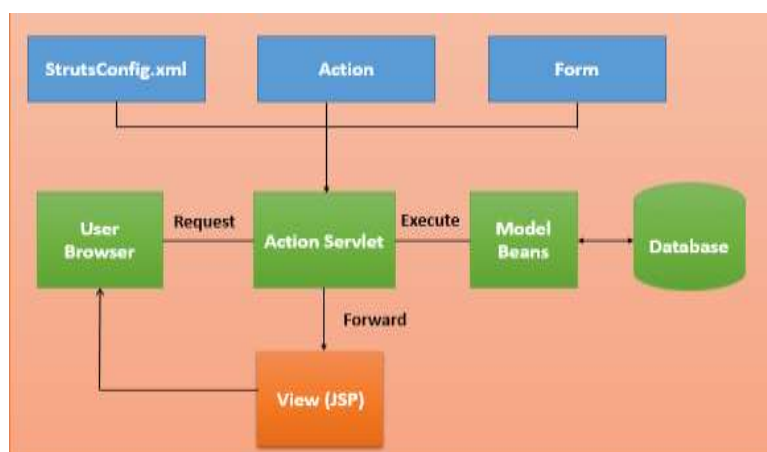 StrutsConfig.xml
Action
Form
User
Browser
Request
Action Servlet
Execute
Model
Beans
Database
Forward
View (JSP)